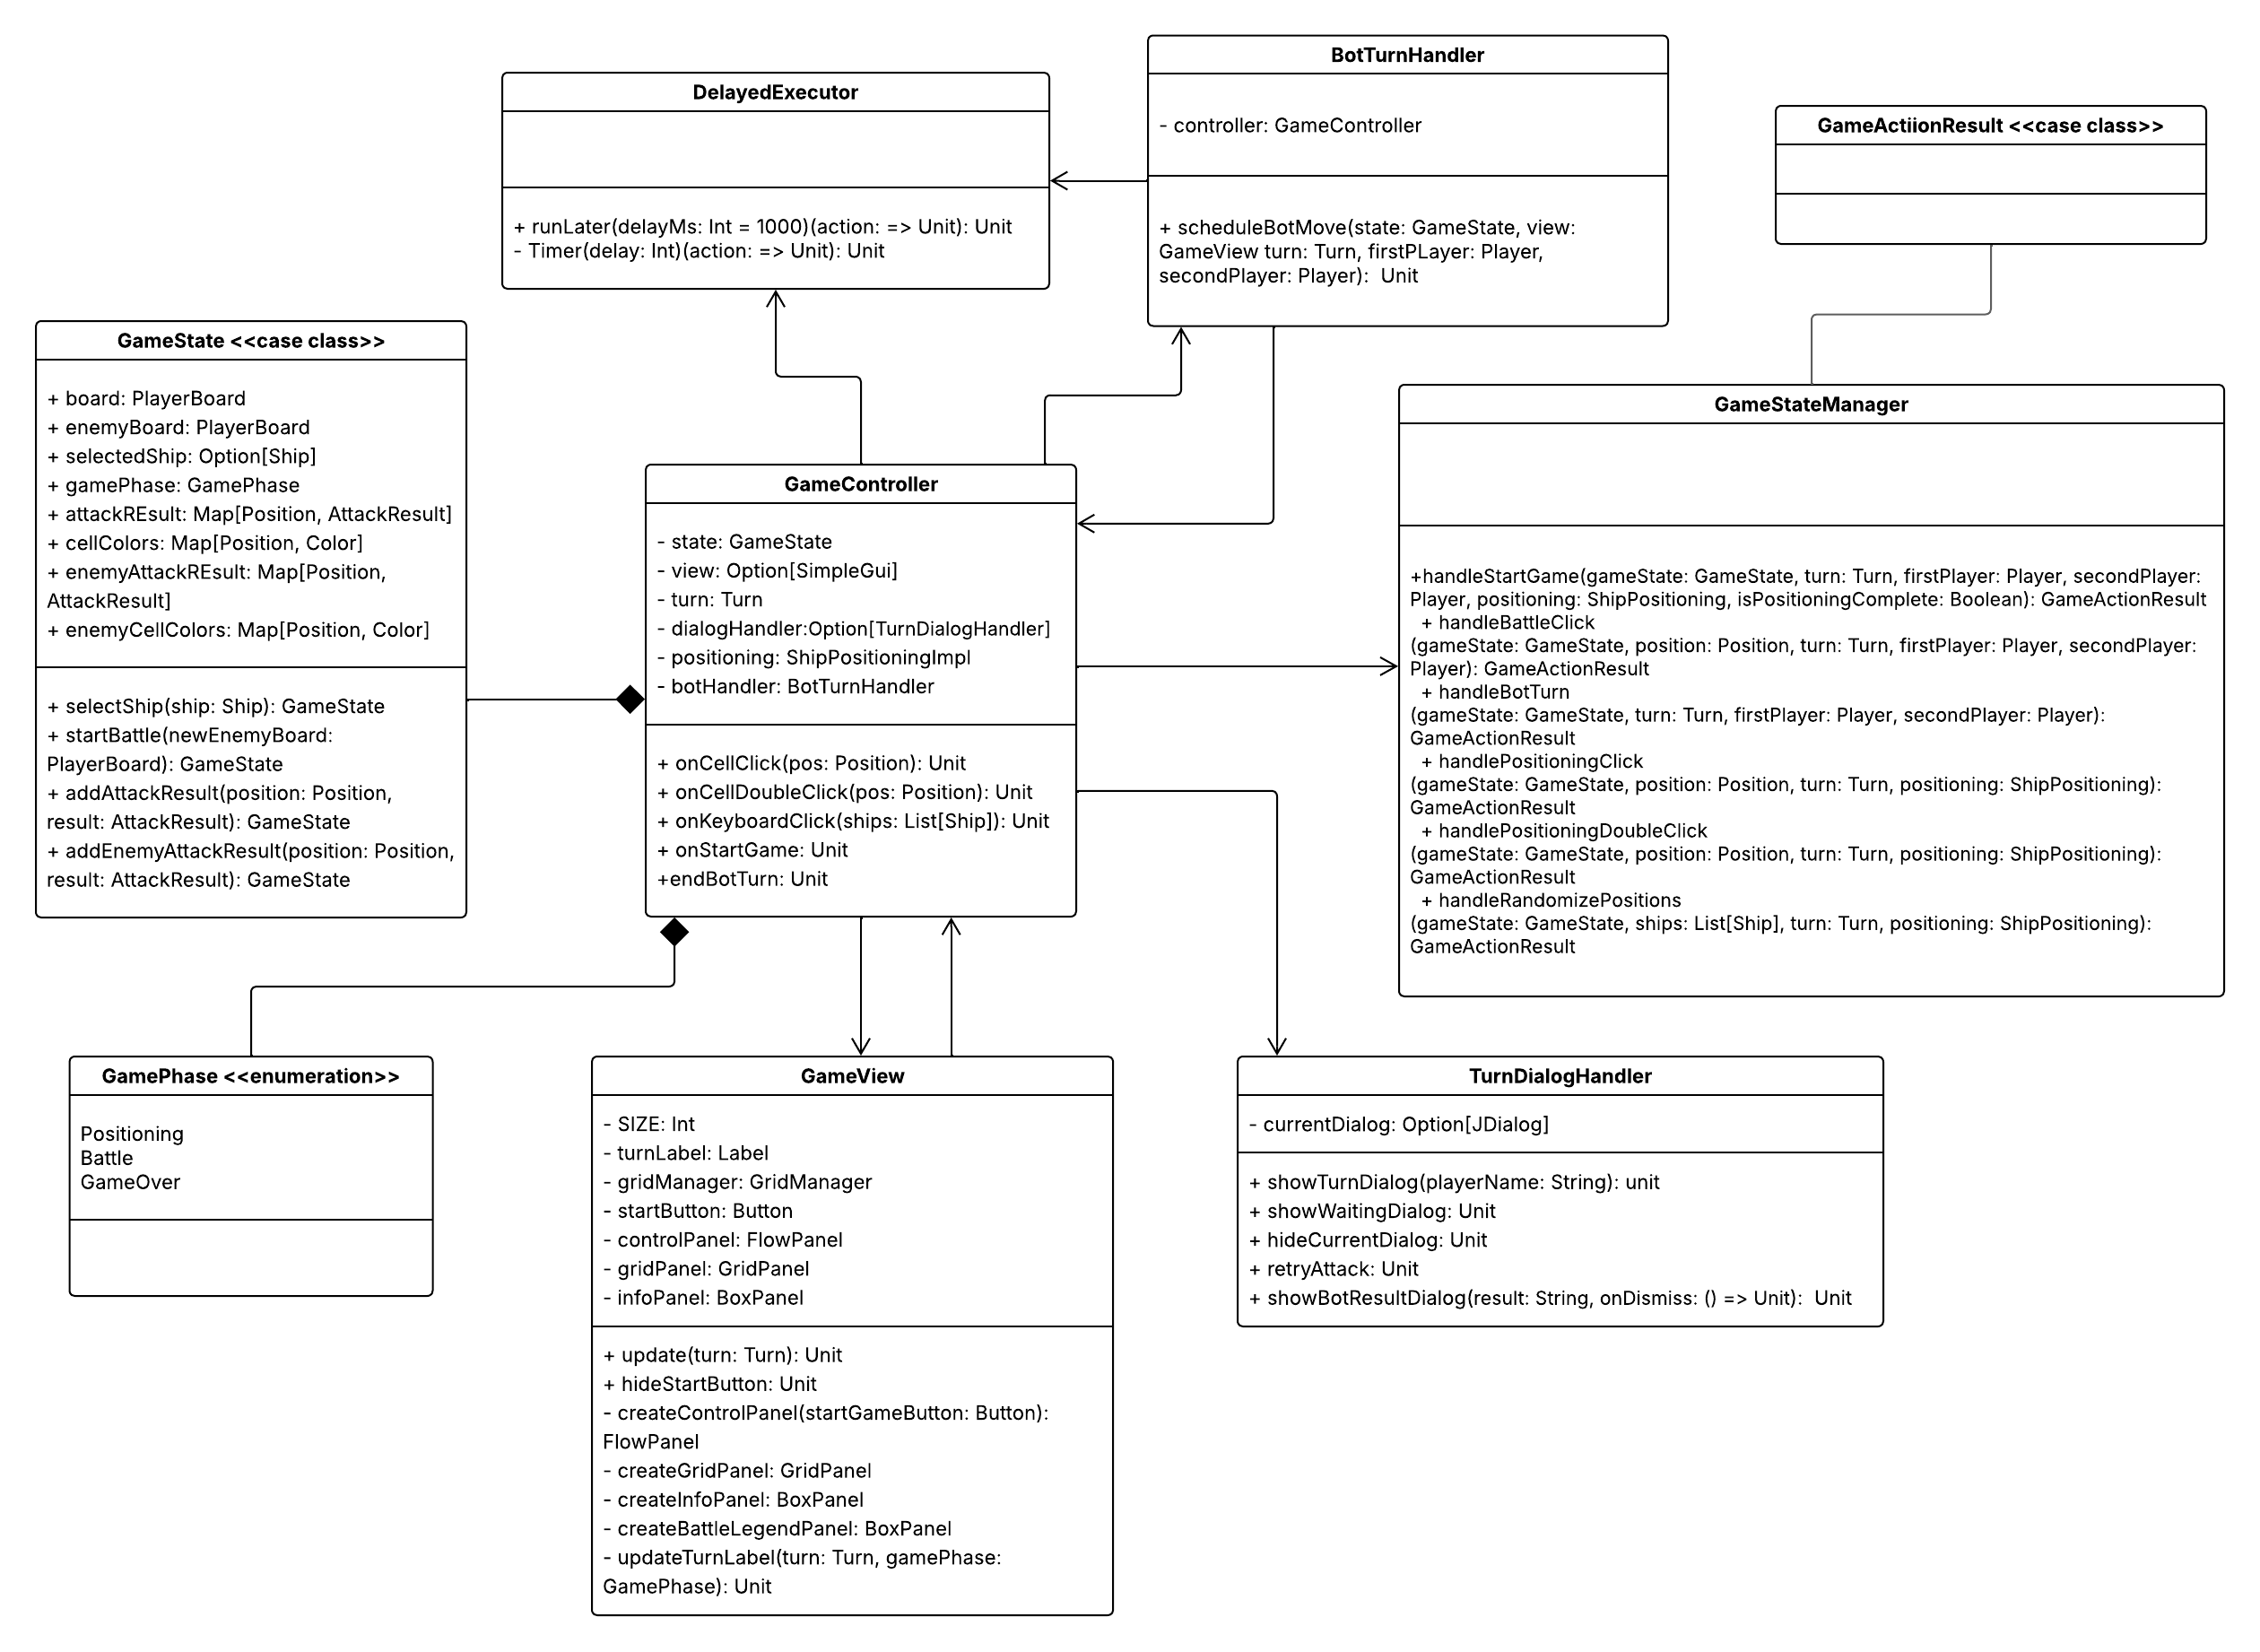 BotTurnHandler
- controller: GameController
+ scheduleBotMove(state: GameState, view:
GameView turn: Turn, firstPLayer: Player,
secondPlayer: Player):  Unit
DelayedExecutor
+ runLater(delayMs: Int = 1000)(action: => Unit): Unit
- Timer(delay: Int)(action: => Unit): Unit
GameActiionResult <<case class>>
GameState <<case class>>
+ board: PlayerBoard
+ enemyBoard: PlayerBoard
+ selectedShip: Option[Ship]
+ gamePhase: GamePhase
+ attackREsult: Map[Position, AttackResult]
+ cellColors: Map[Position, Color]
+ enemyAttackREsult: Map[Position,
AttackResult]
+ enemyCellColors: Map[Position, Color]
+ selectShip(ship: Ship): GameState
+ startBattle(newEnemyBoard:
PlayerBoard): GameState
+ addAttackResult(position: Position,
result: AttackResult): GameState
+ addEnemyAttackResult(position: Position,
result: AttackResult): GameState
GameController
- state: GameState
- view: Option[SimpleGui]
- turn: Turn
- dialogHandler:Option[TurnDialogHandler]
- positioning: ShipPositioningImpl
- botHandler: BotTurnHandler
+ onCellClick(pos: Position): Unit
+ onCellDoubleClick(pos: Position): Unit
+ onKeyboardClick(ships: List[Ship]): Unit
+ onStartGame: Unit
+endBotTurn: Unit
GameStateManager
+handleStartGame(gameState: GameState, turn: Turn, firstPlayer: Player, secondPlayer:
Player, positioning: ShipPositioning, isPositioningComplete: Boolean): GameActionResult
+ handleBattleClick
(gameState: GameState, position: Position, turn: Turn, firstPlayer: Player, secondPlayer:
Player): GameActionResult
+ handleBotTurn
(gameState: GameState, turn: Turn, firstPlayer: Player, secondPlayer: Player):
GameActionResult
+ handlePositioningClick
(gameState: GameState, position: Position, turn: Turn, positioning: ShipPositioning):
GameActionResult
+ handlePositioningDoubleClick
(gameState: GameState, position: Position, turn: Turn, positioning: ShipPositioning):
GameActionResult
+ handleRandomizePositions
(gameState: GameState, ships: List[Ship], turn: Turn, positioning: ShipPositioning):
GameActionResult
GamePhase <<enumeration>>
Positioning
Battle
GameOver
GameView
- SIZE: Int
- turnLabel: Label
- gridManager: GridManager
- startButton: Button
- controlPanel: FlowPanel
- gridPanel: GridPanel
- infoPanel: BoxPanel
+ update(turn: Turn): Unit
+ hideStartButton: Unit
- createControlPanel(startGameButton: Button):
FlowPanel
- createGridPanel: GridPanel
- createInfoPanel: BoxPanel
- createBattleLegendPanel: BoxPanel
- updateTurnLabel(turn: Turn, gamePhase:
GamePhase): Unit
TurnDialogHandler
- currentDialog: Option[JDialog]
+ showTurnDialog(playerName: String): unit
+ showWaitingDialog: Unit
+ hideCurrentDialog: Unit
+ retryAttack: Unit
+ showBotResultDialog(result: String, onDismiss: () => Unit):  Unit